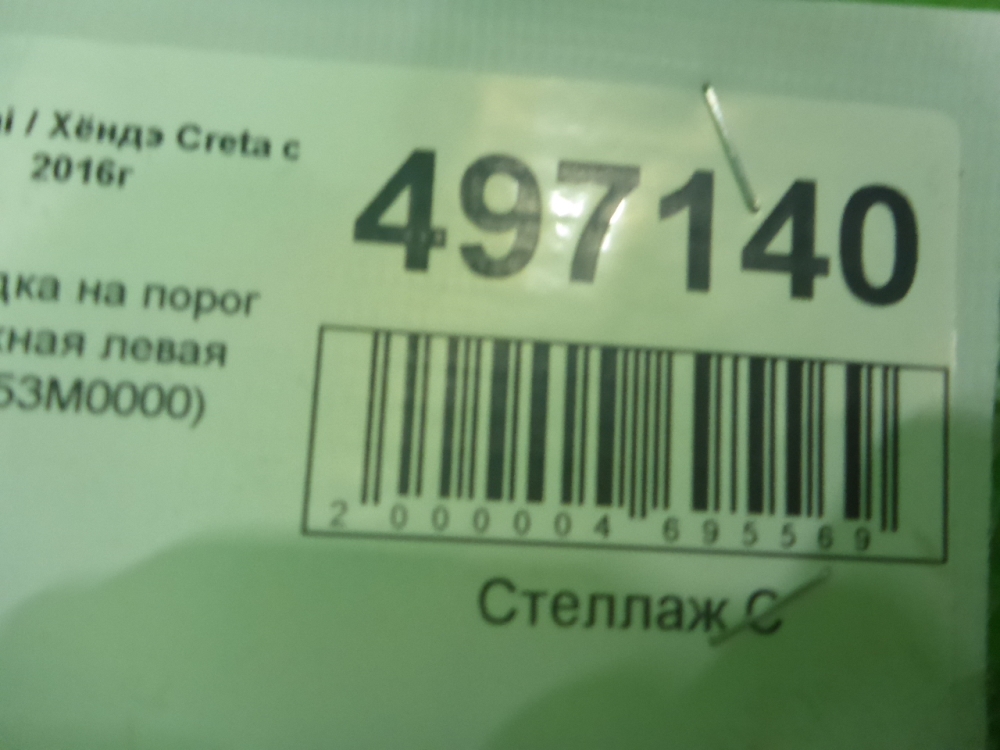 i / Хёндэ Creta с
2016г
497140
дка на порог
жная левая
53M0000)
2 000004 695569
Стеллаж С